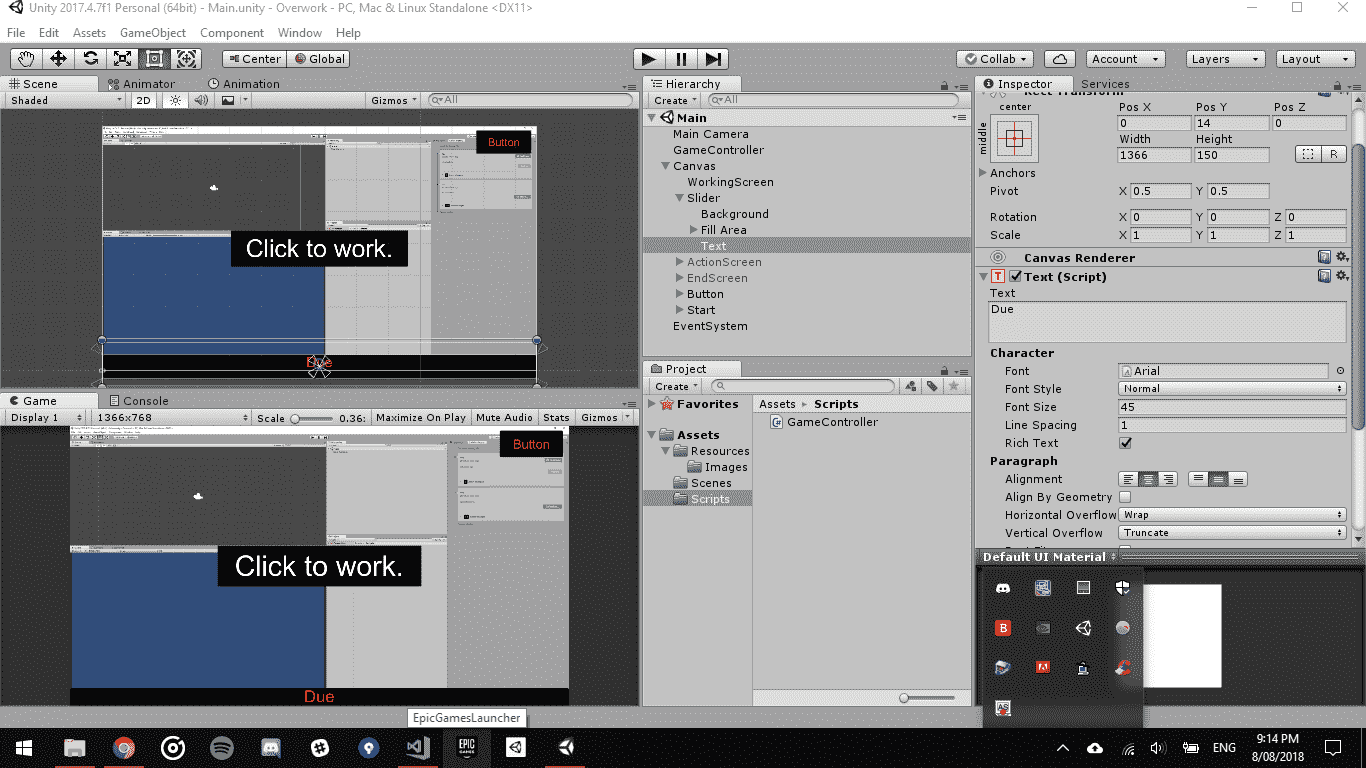 Unity 2017.4.7f1 Personal (64bit) - Main.unity - Overwork - PC, Mac & Linux Standalone <DX11>
File Edit Assets GameObject Component Window Help
Center Global Collab Account Layers Layout
Scene Animator Animation
Shaded 2D Gizmos All
Button
Click to work.
Due
Game Console
Display 1 1366x768 Scale 0.36: Maximize On Play Mute Audio Stats Gizmos
Button
Click to work.
Due
Hierarchy
Create All
Main
Main Camera
GameController
Canvas
WorkingScreen
Slider
Background
Fill Area
Text
ActionScreen
EndScreen
Button
Start
EventSystem
Project
Create
Favorites
Assets
Resources
Images
Scenes
Scripts
Assets Scripts
GameController
Inspector Services
Rect Transform
center Pos X Pos Y Pos Z
middle 0 14 0
Width Height
1366 150 R
Anchors
Pivot X 0.5 Y 0.5
Rotation X 0 Y 0 Z 0
Scale X 1 Y 1 Z 1
Canvas Renderer
T Text (Script)
Text
Due
Character
Font Arial
Font Style Normal
Font Size 45
Line Spacing 1
Rich Text
Paragraph
Alignment
Align By Geometry
Horizontal Overflow Wrap
Vertical Overflow Truncate
Default UI Material
EpicGamesLauncher
EPIC GAMES
ENG
9:14 PM
8/08/2018